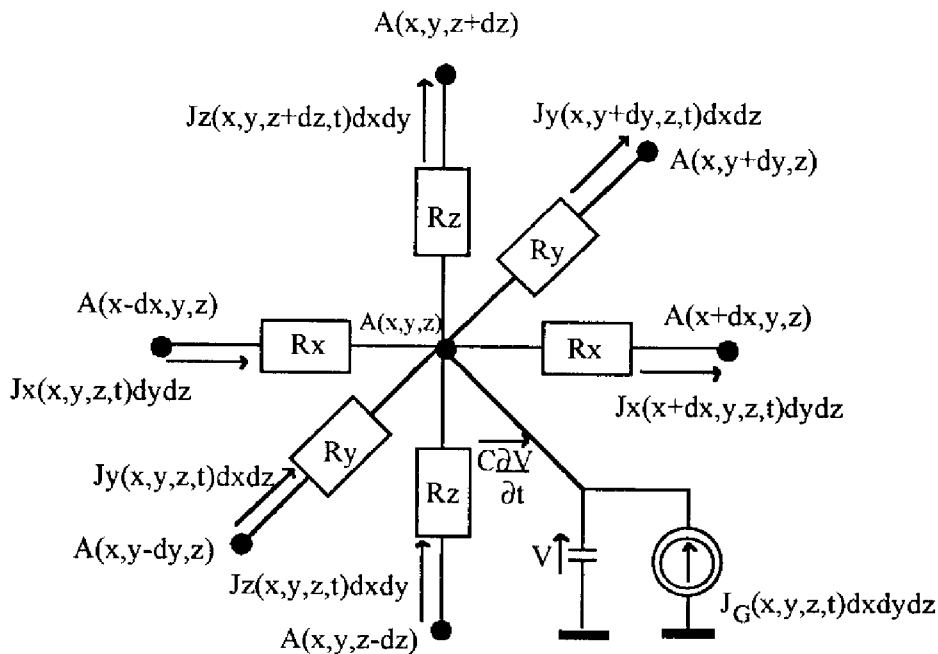 A(x,y,z+dz)
Jz(x,y,z+dz,t)dxdy
Jy(x,y+dy,z,t)dxdz
A(x,y+dy,z)
Rz
Ry
A(x-dx,y,z)
A(x,y,z)
A(x+dx,y,z)
Rx
Rx
Jx(x,y,z,t)dydz
Jx(x+dx,y,z,t)dydz
Ry
Jy(x,y,z,t)dxdz
Rz
C∂V
∂t
A(x,y-dy,z)
V
Jz(x,y,z,t)dxdy
J_G(x,y,z,t)dxdydz
A(x,y,z-dz)